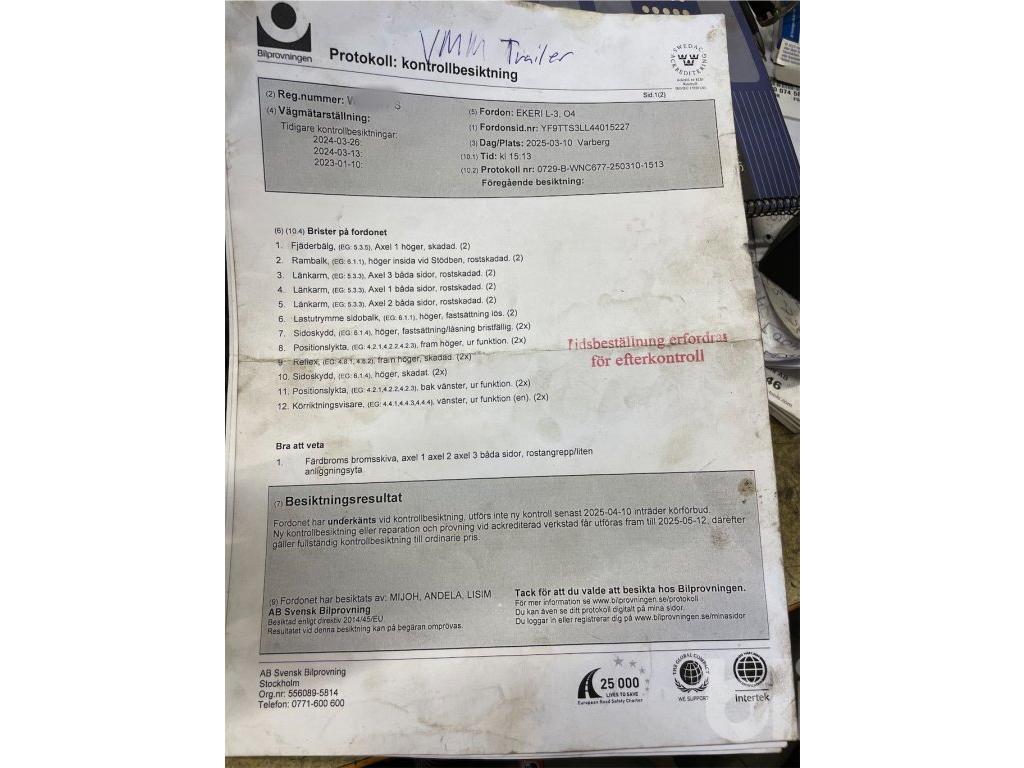 VMM Trailer
Bilprovningen
Protokoll: kontrollbesiktning
SWEDAC
ACKREDITERING
Sid:1(2)
(2) Reg.nummer:
(4) Vägmätarställning:
Tidigare kontrollbesiktningar:
2024-03-26:
2024-03-13:
2023-01-10:
(5) Fordon: EKERI L-3, O4
(1) Fordonsid.nr: YF9TTS3LL44015227
(3) Dag/Plats: 2025-03-10 Varberg
(10.1) Tid: kl 15:13
(10.2) Protokoll nr: 0729-B-WNC677-250310-1513
Föregående besiktning:
(6) (10.4) Brister på fordonet
1. Fjäderbälg, (EG: 5.3.5), Axel 1 höger, skadad. (2)
2. Rambalk, (EG: 6.1.1), höger insida vid Stödben, rostskadad. (2)
3. Länkarm, (EG: 5.3.3), Axel 3 båda sidor, rostskadad. (2)
4. Länkarm, (EG: 5.3.3), Axel 1 båda sidor, rostskadad. (2)
5. Länkarm, (EG: 5.3.3), Axel 2 båda sidor, rostskadad. (2)
6. Lastutrymme sidobalk, (EG: 6.1.1), höger, fastsättning lös. (2)
7. Sidoskydd, (EG: 6.1.4), höger, fastsättning/låsning bristfällig. (2x)
8. Positionslykta, (EG: 4.2.1,4.2.2,4.2.3), fram höger, ur funktion. (2x)
9. Reflex, (EG: 4.8.1, 4.8.2), fram höger, skadad. (2x)
10. Sidoskydd, (EG: 6.1.4), höger, skadat. (2x)
11. Positionslykta, (EG: 4.2.1,4.2.2,4.2.3), bak vänster, ur funktion. (2x)
12. Körriktningsvisare, (EG: 4.4.1,4.4.3,4.4.4), vänster, ur funktion (en). (2x)
Tidsbeställning erfordras
för efterkontroll
Bra att veta
1. Färdbroms bromsskiva, axel 1 axel 2 axel 3 båda sidor, rostangrepp/liten
anliggningsyta
(7) Besiktningsresultat
Fordonet har underkänts vid kontrollbesiktning, utförs inte ny kontroll senast 2025-04-10 inträder körförbud.
Ny kontrollbesiktning eller reparation och provning vid ackrediterad verkstad får utföras fram till 2025-05-12, därefter
gäller fullständig kontrollbesiktning till ordinarie pris.
(9) Fordonet har besiktats av: MIJOH, ANDELA, LISIM
AB Svensk Bilprovning
Besiktad enligt direktiv 2014/45/EU.
Resultatet vid denna besiktning kan på begäran omprövas.
Tack för att du valde att besikta hos Bilprovningen.
För mer information se www.bilprovningen.se/protokoll
Du kan även se ditt protokoll digitalt på mina sidor.
Du loggar in eller registrerar dig på www.bilprovningen.se/minasidor
AB Svensk Bilprovning
Stockholm
Org.nr: 556089-5814
Telefon: 0771-600 600
25 000
LIVES TO SAVE
European Road Safety Charter
THE GLOBAL COMPACT
WE SUPPORT
intertek